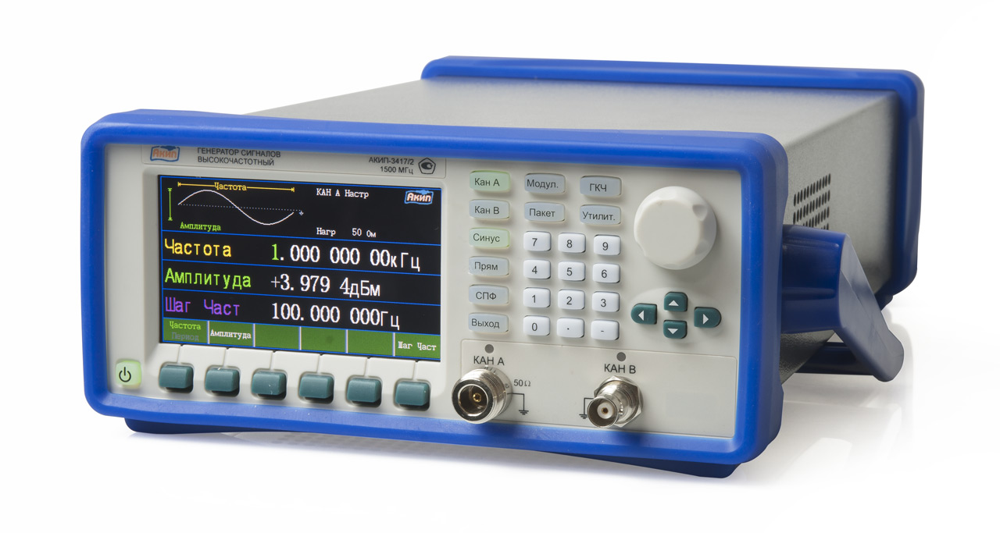 Акип
ГЕНЕРАТОР СИГНАЛОВ
ВЫСОКОЧАСТОТНЫЙ
АКИП-3417/2
1500 МГц
Частота
КАН А Настр
Акип
Амплитуда
Нагр 50 Ом
Частота 1.000 000 00кГц
Амплитуда +3.979 4дБм
Шаг Част 100.000 000Гц
Частота
Период
Амплитуда
Шаг Част
Кан А
Модул.
ГКЧ
Кан В
Пакет
Утилит.
Синус
7 8 9
Прям
4 5 6
СПФ
1 2 3
Выход
0 . -
КАН А
50Ω
КАН В